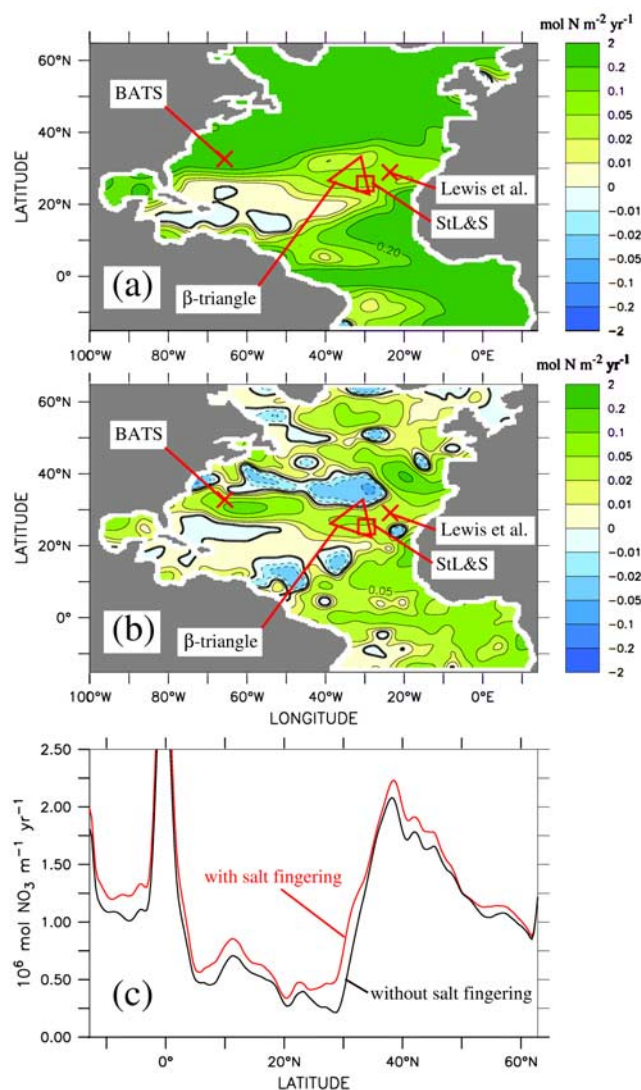 mol N m⁻² yr⁻¹
60°N
40°N
20°N
0°
LATITUDE
BATS
Lewis et al.
StL&S
β-triangle
0.20
(a)
2
0.2
0.1
0.05
0.02
0.01
0
−0.01
−0.02
−0.05
−0.1
−0.2
−2
100°W 80°W 60°W 40°W 20°W 0°E
mol N m⁻² yr⁻¹
60°N
40°N
20°N
0°
LATITUDE
BATS
Lewis et al.
StL&S
β-triangle
0.05
(b)
2
0.2
0.1
0.05
0.02
0.01
0
−0.01
−0.02
−0.05
−0.1
−0.2
−2
100°W 80°W 60°W 40°W 20°W 0°E
LONGITUDE
2.50
2.00
1.50
1.00
0.50
0.00
10⁶ mol NO₃ m⁻¹ yr⁻¹
with salt fingering
without salt fingering
(c)
0° 20°N 40°N 60°N
LATITUDE